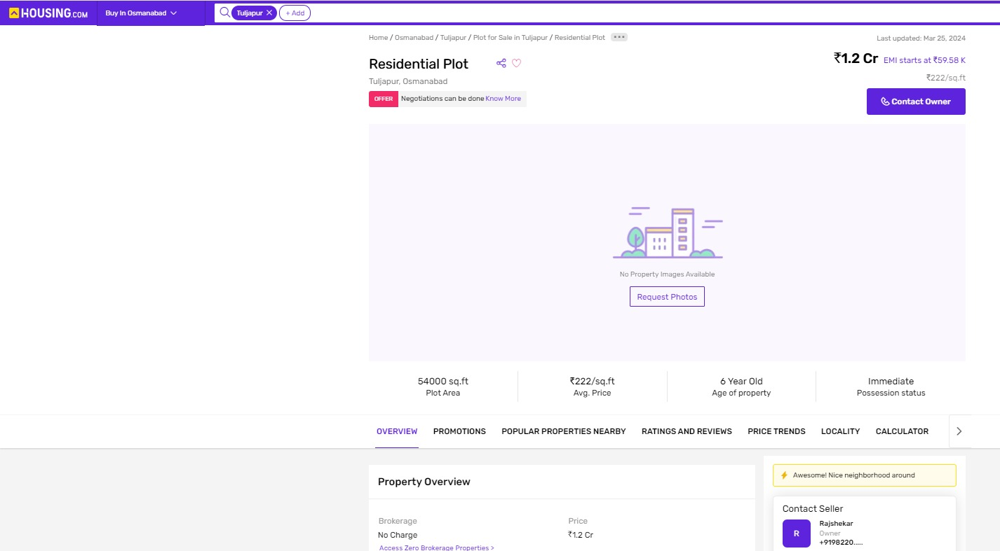 HOUSING.COM
Buy In Osmanabad
Tuljapur
+ Add
Home / Osmanabad / Tuljapur / Plot for Sale in Tuljapur / Residential Plot
Last updated: Mar 25, 2024
Residential Plot
₹1.2 Cr EMI starts at ₹59.58 K
Tuljapur, Osmanabad
₹222/sq.ft
OFFER Negotiations can be done Know More
Contact Owner
No Property Images Available
Request Photos
54000 sq.ft
Plot Area
₹222/sq.ft
Avg. Price
6 Year Old
Age of property
Immediate
Possession status
OVERVIEW PROMOTIONS POPULAR PROPERTIES NEARBY RATINGS AND REVIEWS PRICE TRENDS LOCALITY CALCULATOR
Property Overview
Brokerage
No Charge
Access Zero Brokerage Properties >
Price
₹1.2 Cr
Awesome! Nice neighborhood around
Contact Seller
R
Rajshekar
Owner
+9198220.....